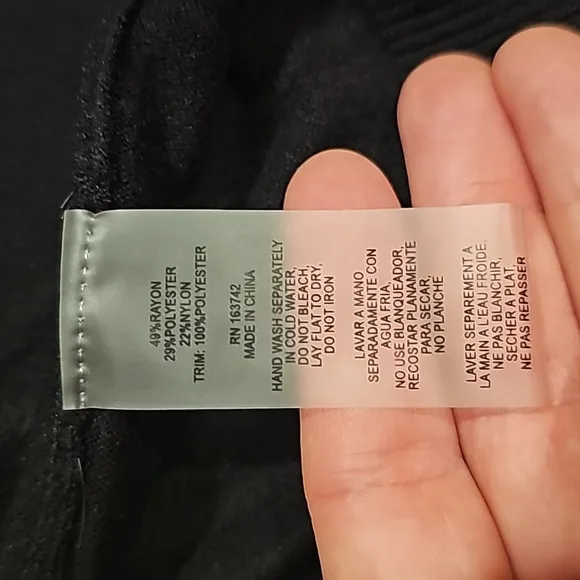 49%RAYON
29%POLYESTER
22%NYLON
TRIM: 100%POLYESTER
RN 163742
MADE IN CHINA
HAND WASH SEPARATELY
IN COLD WATER,
DO NOT BLEACH,
LAY FLAT TO DRY,
DO NOT IRON
LAVAR A MANO
SEPARADAMENTE CON
AGUA FRIA,
NO USE BLANQUEADOR,
RECOSTAR PLANAMENTE
PARA SECAR,
NO PLANCHE
LAVER SEPAREMENT A
LA MAIN A L'EAU FROIDE,
NE PAS BLANCHIR,
SECHER A PLAT,
NE PAS REPASSER